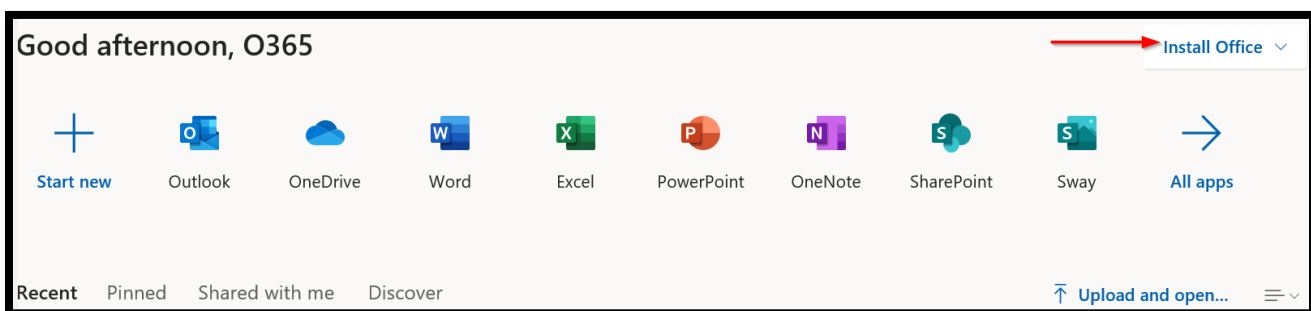 Good afternoon, O365
Install Office
Start new
Outlook
OneDrive
Word
Excel
PowerPoint
OneNote
SharePoint
Sway
All apps
Recent Pinned Shared with me Discover
Upload and open...